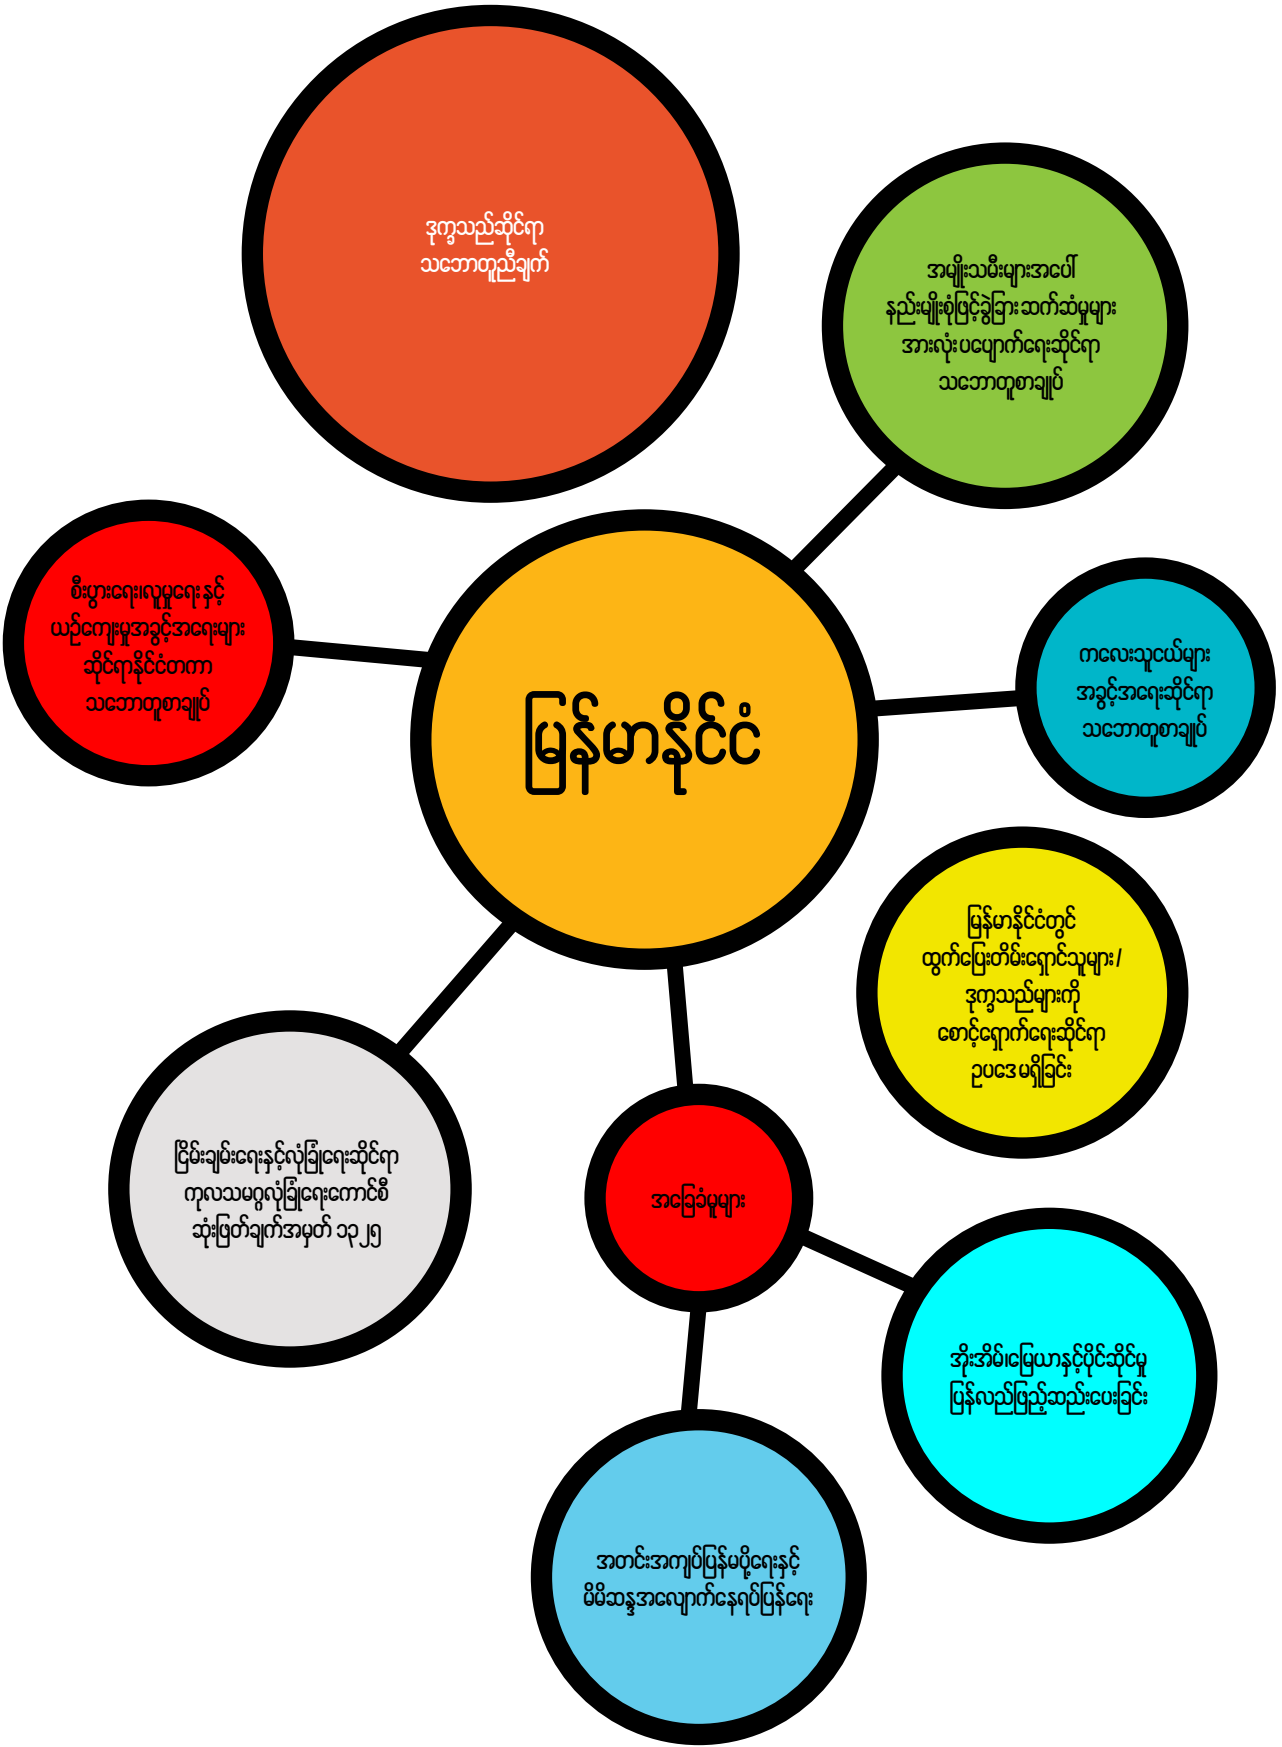 ဒုက္ခသည်ဆိုင်ရာ
သဘောတူညီချက်
အမျိုးသမီးများအပေါ်
နည်းမျိုးစုံဖြင့်ခွဲခြား ဆက်ဆံမှုများ
အားလုံး ပပျောက်ရေးဆိုင်ရာ
သဘောတူစာချုပ်
စီးပွားရေး၊လူမှုရေး နှင့်
ယဉ်ကျေးမှုအခွင့်အရေးများ
ဆိုင်ရာနိုင်ငံတကာ
သဘောတူစာချုပ်
ကလေးသူငယ်များ
အခွင့်အရေးဆိုင်ရာ
သဘောတူစာချုပ်
မြန်မာနိုင်ငံ
မြန်မာနိုင်ငံတွင်
ထွက်ပြေးတိမ်းရှောင်သူများ /
ဒုက္ခသည်များကို
စောင့်ရှောက်ရေးဆိုင်ရာ
ဥပဒေ မရှိခြင်း
ငြိမ်းချမ်းရေးနှင့်လုံခြုံရေးဆိုင်ရာ
ကုလသမဂ္ဂလုံခြုံရေးကောင်စီ
ဆုံးဖြတ်ချက်အမှတ် ၁၃၂၅
အခြေခံမူများ
အိုးအိမ်၊မြေယာနှင့်ပိုင်ဆိုင်မှု
ပြန်လည်ဖြည့်ဆည်းပေးခြင်း
အတင်းအကျပ်ပြန်မပို့ရေးနှင့်
မိမိဆန္ဒအလျောက်နေရပ်ပြန်ရေး